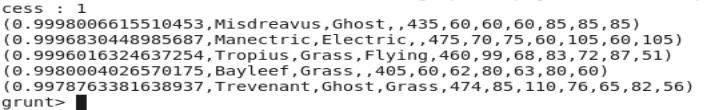 cess : 1
(0.9998006615510453,Misdreavus,Ghost,,435,60,60,60,85,85,85)
(0.9996830448985687,Manectric,Electric,,475,70,75,60,105,60,105)
(0.9996016324637254,Tropius,Grass,Flying,460,99,68,83,72,87,51)
(0.9980004026570175,Bayleef,Grass,,405,60,62,80,63,80,60)
(0.9978763381638937,Trevenant,Ghost,Grass,474,85,110,76,65,82,56)
grunt>